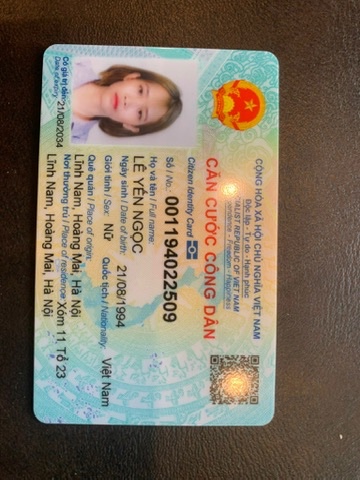 CỘNG HÒA XÃ HỘI CHỦ NGHĨA VIỆT NAM
Độc lập - Tự do - Hạnh phúc
SOCIALIST REPUBLIC OF VIET NAM
Independence - Freedom - Happiness
CĂN CƯỚC CÔNG DÂN
Citizen Identity Card
Số / No.: 001194022509
Họ và tên / Full name:
LÊ YẾN NGỌC
Ngày sinh / Date of birth: 21/08/1994
Giới tính / Sex: Nữ Quốc tịch / Nationality: Việt Nam
Quê quán / Place of origin:
Lĩnh Nam, Hoàng Mai, Hà Nội
Nơi thường trú / Place of residence: Xóm 11 Tổ 23
Lĩnh Nam, Hoàng Mai, Hà Nội
Có giá trị đến: 21/08/2034
Date of expiry